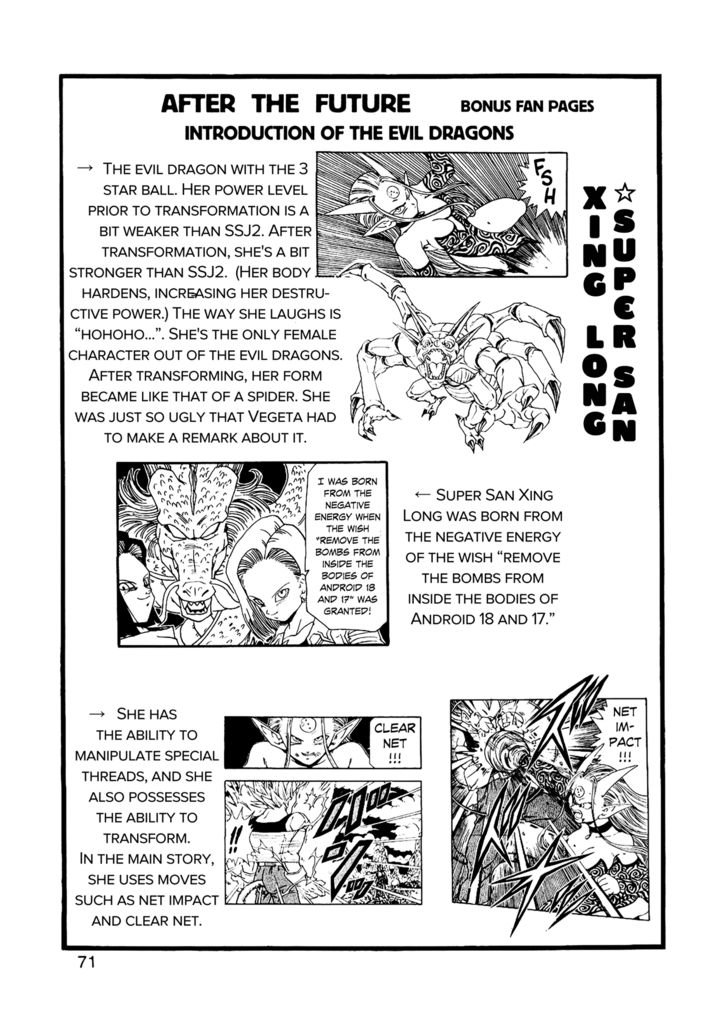 AFTER THE FUTURE BONUS FAN PAGES
INTRODUCTION OF THE EVIL DRAGONS
☆SUPER SAN
XING LONG
→ THE EVIL DRAGON WITH THE 3
STAR BALL. HER POWER LEVEL
PRIOR TO TRANSFORMATION IS A
BIT WEAKER THAN SSJ2. AFTER
TRANSFORMATION, SHE'S A BIT
STRONGER THAN SSJ2. (HER BODY
HARDENS, INCREASING HER DESTRU-
CTIVE POWER.) THE WAY SHE LAUGHS IS
“HOHOHO...”. SHE'S THE ONLY FEMALE
CHARACTER OUT OF THE EVIL DRAGONS.
AFTER TRANSFORMING, HER FORM
BECAME LIKE THAT OF A SPIDER. SHE
WAS JUST SO UGLY THAT VEGETA HAD
TO MAKE A REMARK ABOUT IT.
FSH
I WAS BORN
FROM THE
NEGATIVE
ENERGY WHEN
THE WISH
"REMOVE THE
BOMBS FROM
INSIDE THE
BODIES OF
ANDROID 18
AND 17" WAS
GRANTED!
← SUPER SAN XING
LONG WAS BORN FROM
THE NEGATIVE ENERGY
OF THE WISH “REMOVE
THE BOMBS FROM
INSIDE THE BODIES OF
ANDROID 18 AND 17.”
→ SHE HAS
THE ABILITY TO
MANIPULATE SPECIAL
THREADS, AND SHE
ALSO POSSESSES
THE ABILITY TO
TRANSFORM.
IN THE MAIN STORY,
SHE USES MOVES
SUCH AS NET IMPACT
AND CLEAR NET.
CLEAR
NET
!!!
!!
NET
IM-
PACT
!!!
71